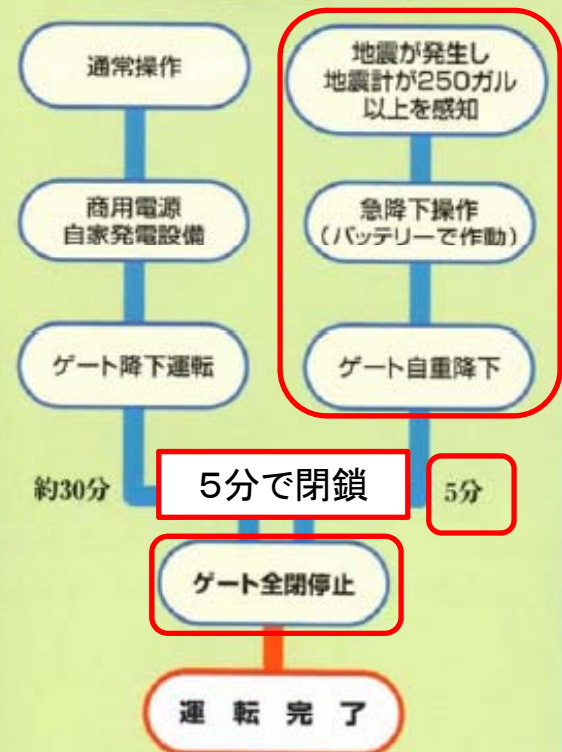 通常操作
地震が発生し
地震計が250ガル
以上を感知
商用電源
自家発電設備
急降下操作
(バッテリーで作動)
ゲート降下運転
ゲート自重降下
約30分
5分で閉鎖
5分
ゲート全閉停止
運転完了